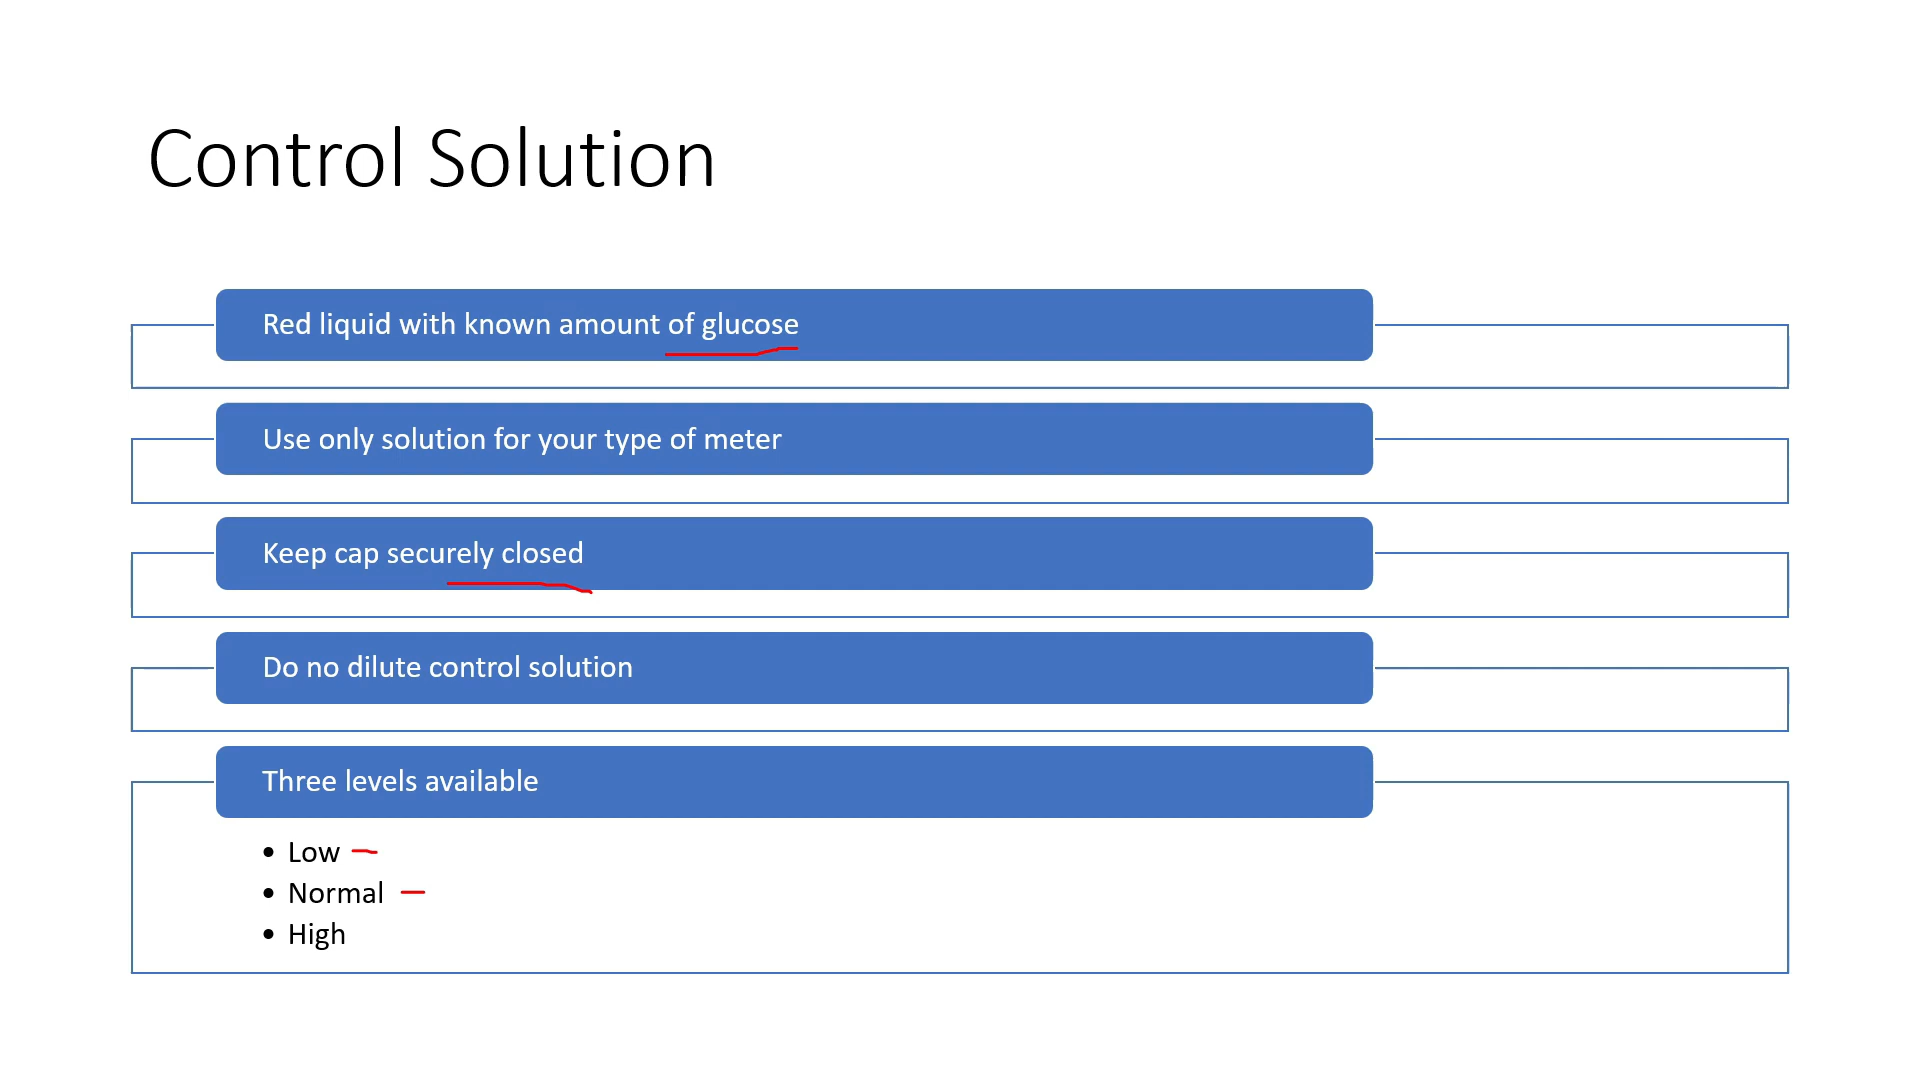 Control Solution
Red liquid with known amount of glucose
Use only solution for your type of meter
Keep cap securely closed
Do no dilute control solution
Three levels available
• Low
• Normal
• High